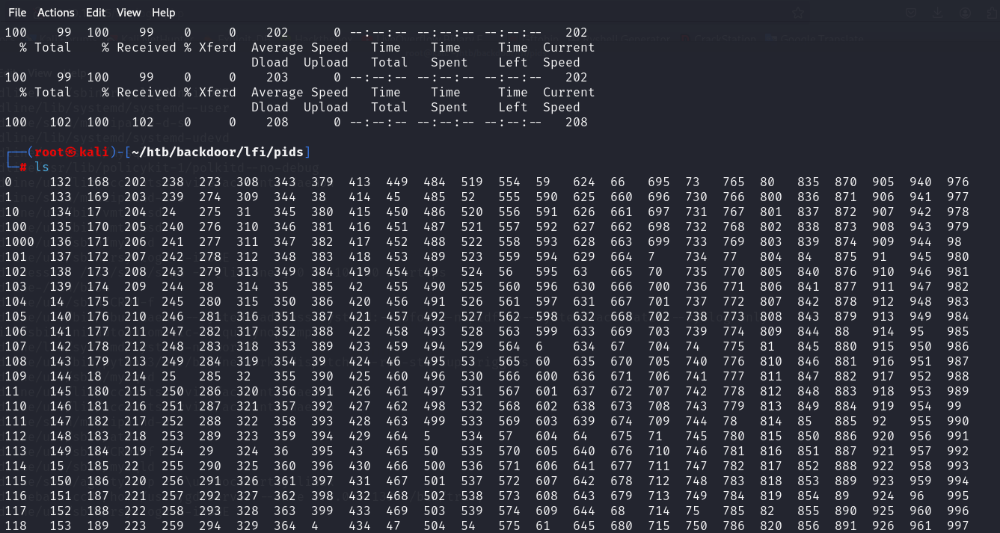 File Actions Edit View Help
100 99 100 99 0 0 202 0 --:--:-- --:--:-- --:--:-- 202
% Total % Received % Xferd Average Speed Time Time Time Current
Dload Upload Total Spent Left Speed
100 99 100 99 0 0 203 0 --:--:-- --:--:-- --:--:-- 202
% Total % Received % Xferd Average Speed Time Time Time Current
Dload Upload Total Spent Left Speed
100 102 100 102 0 0 208 0 --:--:-- --:--:-- --:--:-- 208
┌──(root㉿kali)-[~/htb/backdoor/lfi/pids]
└─# ls
0 132 168 202 238 273 308 343 379 413 449 484 519 554 59 624 66 695 73 765 80 835 870 905 940 976
1 133 169 203 239 274 309 344 38 414 45 485 52 555 590 625 660 696 730 766 800 836 871 906 941 977
10 134 17 204 24 275 31 345 380 415 450 486 520 556 591 626 661 697 731 767 801 837 872 907 942 978
100 135 170 205 240 276 310 346 381 416 451 487 521 557 592 627 662 698 732 768 802 838 873 908 943 979
1000 136 171 206 241 277 311 347 382 417 452 488 522 558 593 628 663 699 733 769 803 839 874 909 944 98
101 137 172 207 242 278 312 348 383 418 453 489 523 559 594 629 664 7 734 77 804 84 875 91 945 980
102 138 173 208 243 279 313 349 384 419 454 49 524 56 595 63 665 70 735 770 805 840 876 910 946 981
103 139 174 209 244 28 314 35 385 42 455 490 525 560 596 630 666 700 736 771 806 841 877 911 947 982
104 14 175 21 245 280 315 350 386 420 456 491 526 561 597 631 667 701 737 772 807 842 878 912 948 983
105 140 176 210 246 281 316 351 387 421 457 492 527 562 598 632 668 702 738 773 808 843 879 913 949 984
106 141 177 211 247 282 317 352 388 422 458 493 528 563 599 633 669 703 739 774 809 844 88 914 95 985
107 142 178 212 248 283 318 353 389 423 459 494 529 564 6 634 67 704 74 775 81 845 880 915 950 986
108 143 179 213 249 284 319 354 39 424 46 495 53 565 60 635 670 705 740 776 810 846 881 916 951 987
109 144 18 214 25 285 32 355 390 425 460 496 530 566 600 636 671 706 741 777 811 847 882 917 952 988
11 145 180 215 250 286 320 356 391 426 461 497 531 567 601 637 672 707 742 778 812 848 883 918 953 989
110 146 181 216 251 287 321 357 392 427 462 498 532 568 602 638 673 708 743 779 813 849 884 919 954 99
111 147 182 217 252 288 322 358 393 428 463 499 533 569 603 639 674 709 744 78 814 85 885 92 955 990
112 148 183 218 253 289 323 359 394 429 464 5 534 57 604 64 675 71 745 780 815 850 886 920 956 991
113 149 184 219 254 29 324 36 395 43 465 50 535 570 605 640 676 710 746 781 816 851 887 921 957 992
114 15 185 22 255 290 325 360 396 430 466 500 536 571 606 641 677 711 747 782 817 852 888 922 958 993
115 150 186 220 256 291 326 361 397 431 467 501 537 572 607 642 678 712 748 783 818 853 889 923 959 994
116 151 187 221 257 292 327 362 398 432 468 502 538 573 608 643 679 713 749 784 819 854 89 924 96 995
117 152 188 222 258 293 328 363 399 433 469 503 539 574 609 644 68 714 75 785 82 855 890 925 960 996
118 153 189 223 259 294 329 364 4 434 47 504 54 575 61 645 680 715 750 786 820 856 891 926 961 997